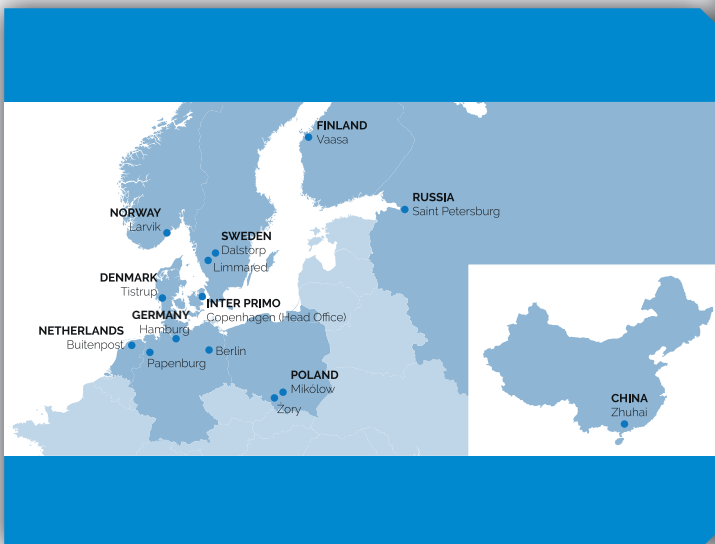 FINLAND
Vaasa
RUSSIA
Saint Petersburg
NORWAY
Larvik
SWEDEN
Dalstorp
Limmared
DENMARK
Tistrup
INTER PRIMO
Copenhagen (Head Office)
GERMANY
Hamburg
NETHERLANDS
Buitenpost
Berlin
Papenburg
POLAND
Mikólow
Żory
CHINA
Zhuhai